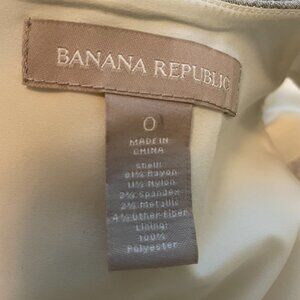 BANANA REPUBLIC
0
MADE IN
CHINA
Shell:
81% Rayon
11% Nylon
2% Spandex
2% Metallic
4% Other Fiber
Lining:
100%
Polyester